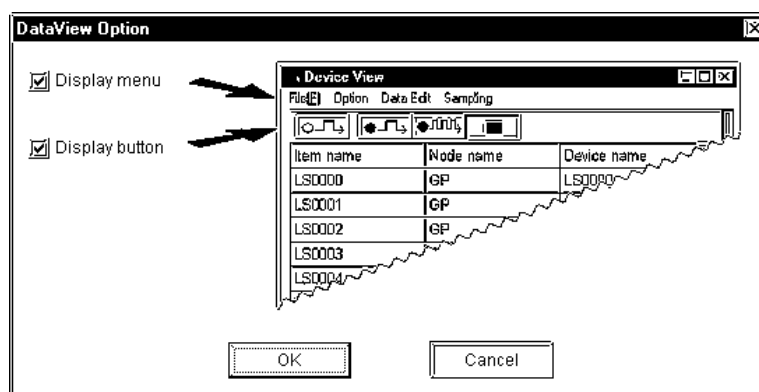 DataView Option
Display menu
Display button
Device View
File(F) Option Data Edit Sampling
Item name Node name Device name
LS0000 GP LS0000
LS0001 GP
LS0002 GP
LS0003
LS0004
OK Cancel